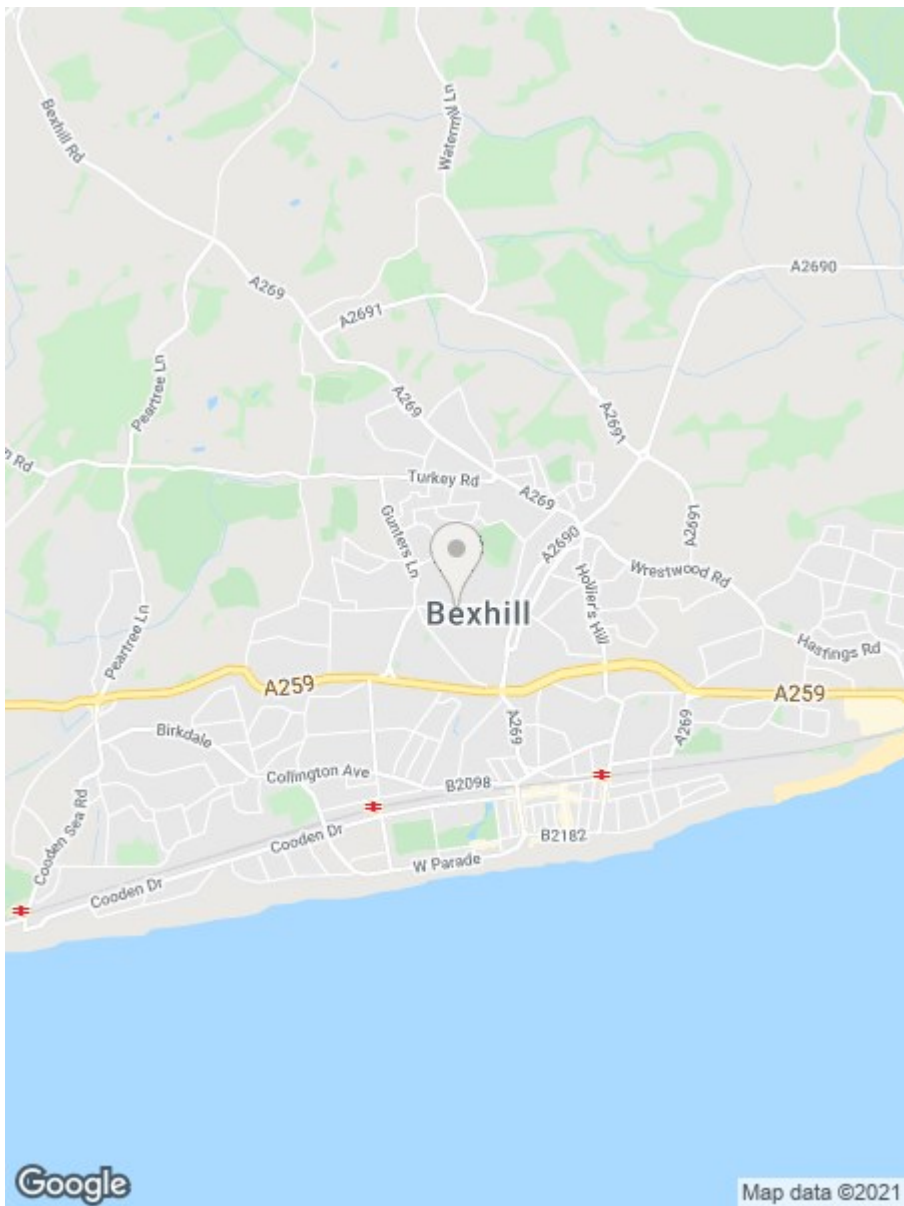 Watermill Ln
Bexhill Rd
A2690
A269
A2691
Peartree Ln
A269
A2691
n Rd
Turkey Rd
A269
A2691
Gunters Ln
A2690
Wrestwood Rd
Hollier's Hill
Bexhill
Peartree Ln
Hastings Rd
A259
A259
Birkdale
A269
A269
Collington Ave
B2098
Cooden Sea Rd
Cooden Dr
B2182
W Parade
Cooden Dr
Google
Map data ©2021